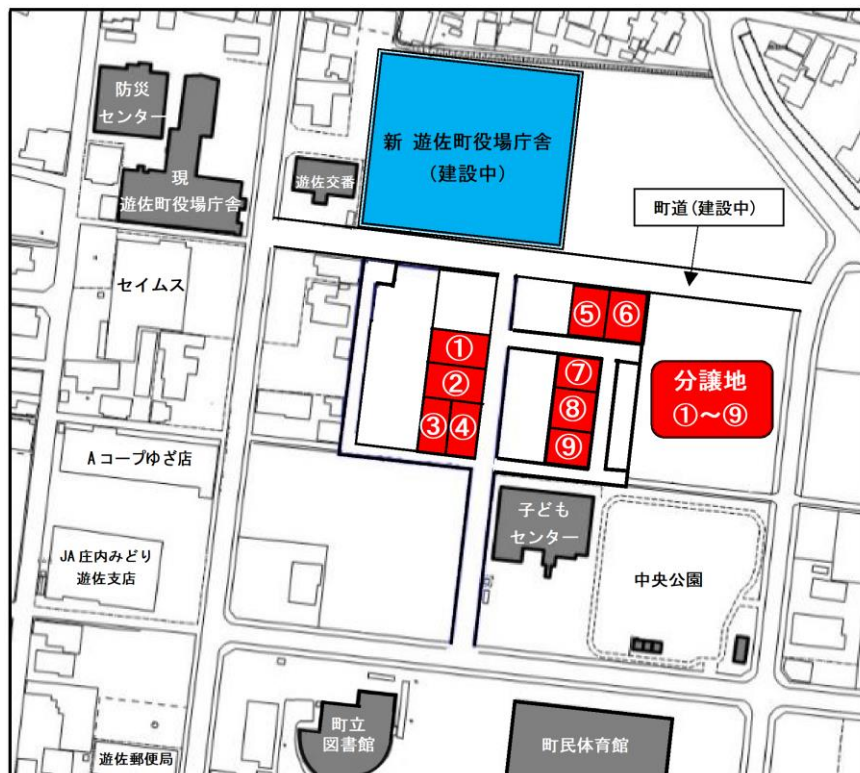 防災
センター
現
遊佐町役場庁舎
遊佐交番
新 遊佐町役場庁舎
(建設中)
町道(建設中)
セイムス
①
②
③
④
⑤
⑥
⑦
⑧
⑨
分譲地
①～⑨
Aコープゆざ店
JA庄内みどり
遊佐支店
子ども
センター
中央公園
町立
図書館
町民体育館
遊佐郵便局